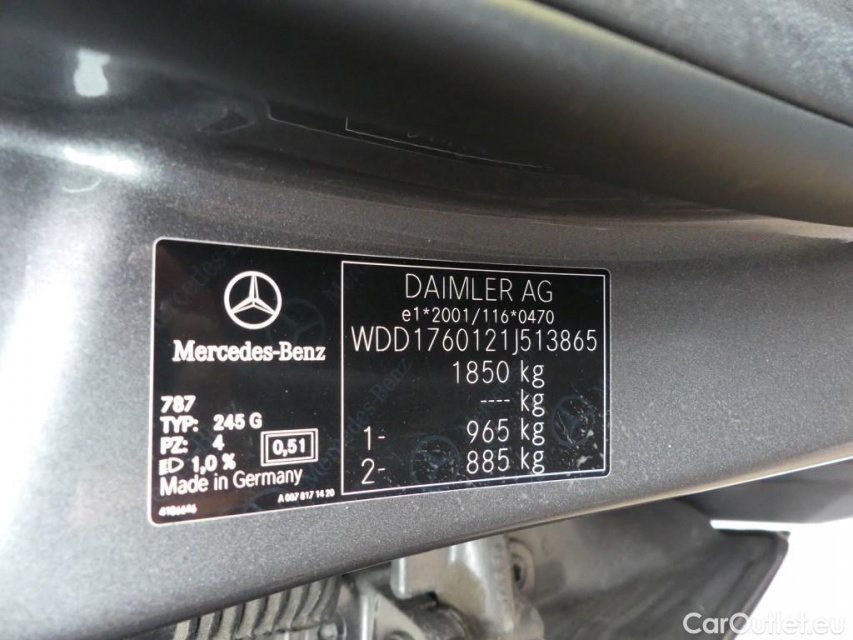 Mercedes-Benz
787
TYP: 245 G
PZ: 4
1,0 %
0,51
Made in Germany
A 007 817 14 20
DAIMLER AG
e1*2001/116*0470
WDD1760121J513865
1850 kg
---- kg
1- 965 kg
2- 885 kg
CarOutlet.eu